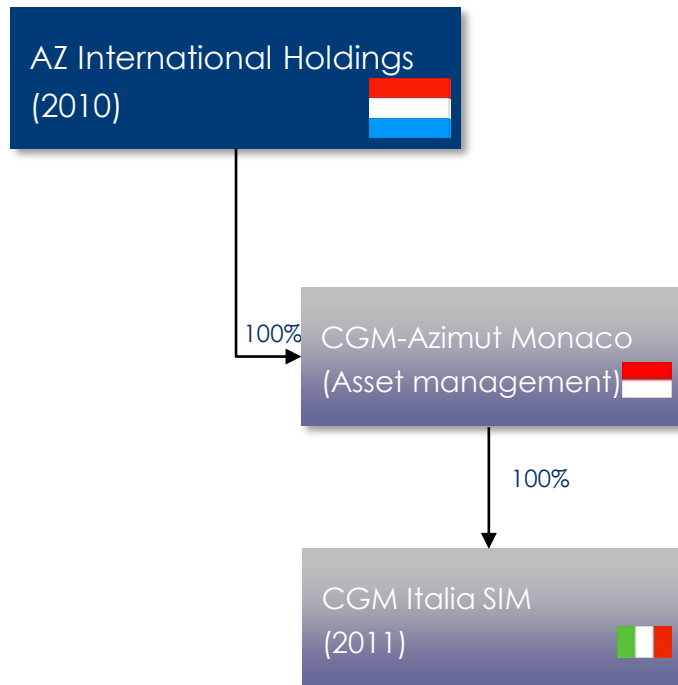 AZ International Holdings
(2010)
100%
CGM-Azimut Monaco
(Asset management)
100%
CGM Italia SIM
(2011)